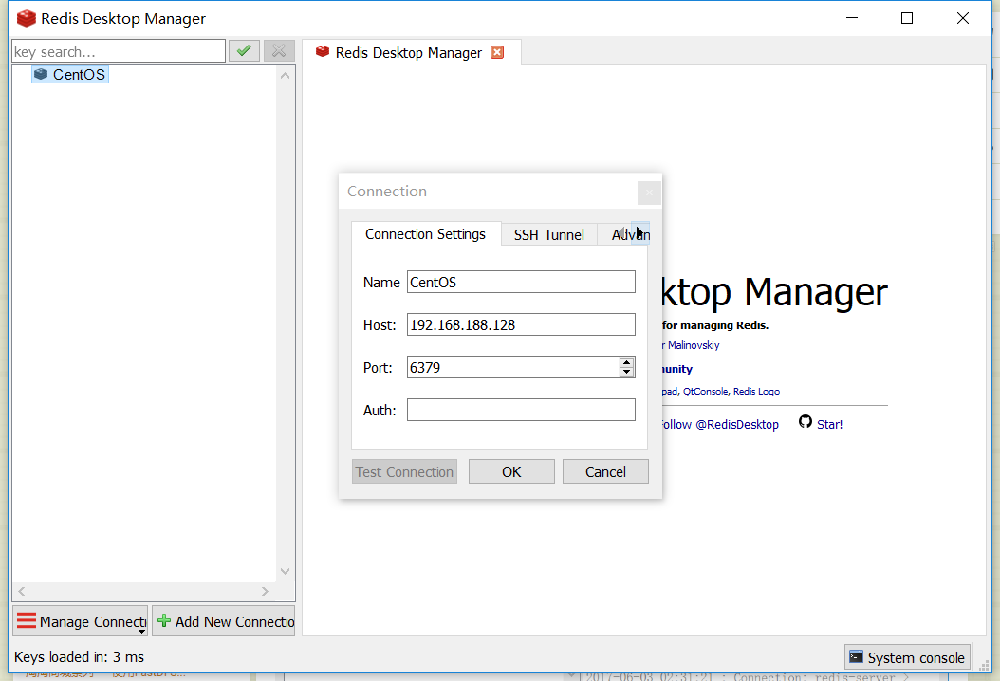 Redis Desktop Manager
key search...
CentOS
Redis Desktop Manager
Connection
Connection Settings
SSH Tunnel
Advan
Name
CentOS
Host:
192.168.188.128
Port:
6379
Auth:
Test Connection
OK
Cancel
ktop Manager
for managing Redis.
r Malinovskiy
unity
pad, QtConsole, Redis Logo
ollow @RedisDesktop
Star!
Manage Connecti
Add New Connectio
Keys loaded in: 3 ms
System console
[2017-06-03 02:31:21 : Connection: redis-server >